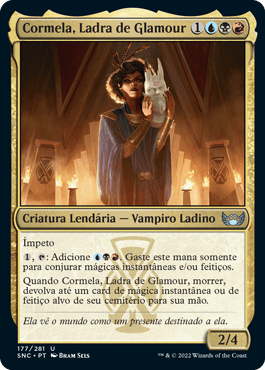 Cormela, Ladra de Glamour 1
Criatura Lendária — Vampiro Ladino
Ímpeto
1, : Adicione . Gaste este mana somente
para conjurar mágicas instantâneas e/ou feitiços.
Quando Cormela, Ladra de Glamour, morrer,
devolva até um card de mágica instantânea ou
de feitiço alvo de seu cemitério para sua mão.
Ela vê o mundo como um presente destinado a ela.
2/4
177/281 U
SNC • PT Bram Sels
™ & © 2022 Wizards of the Coast